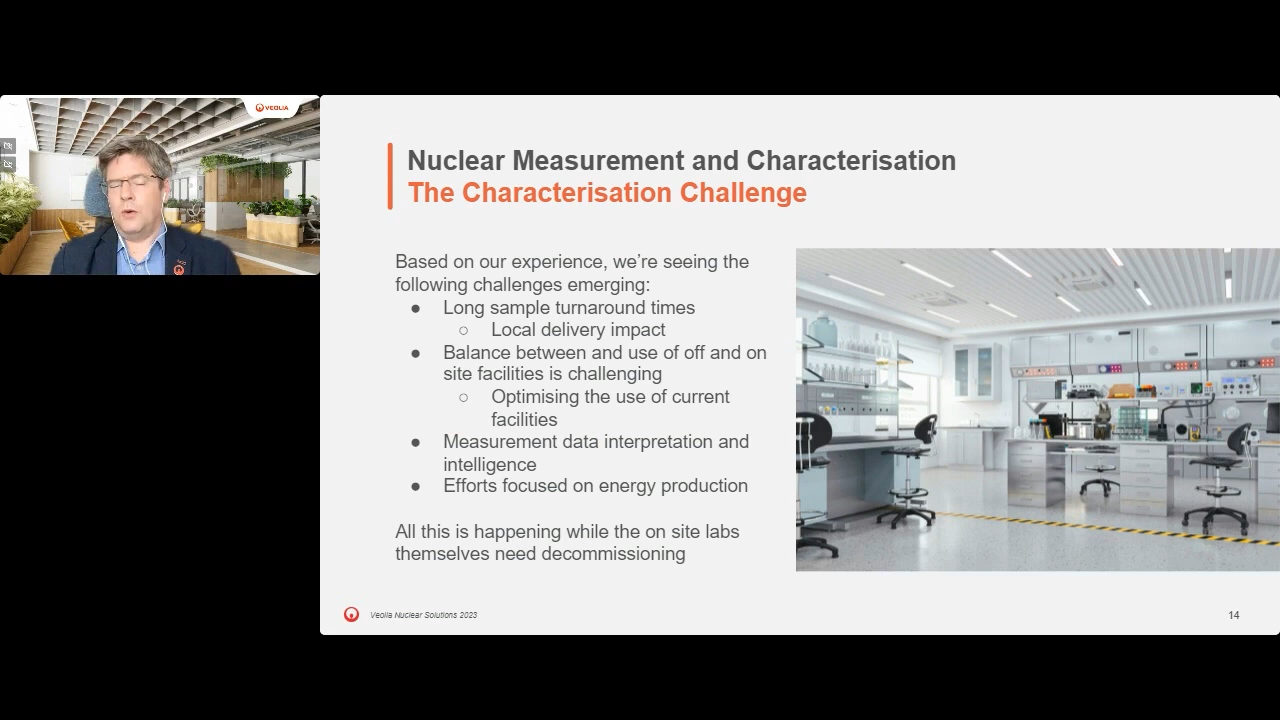 VEOLIA
Nuclear Measurement and Characterisation
The Characterisation Challenge
Based on our experience, we’re seeing the
following challenges emerging:
● Long sample turnaround times
○ Local delivery impact
● Balance between and use of off and on
site facilities is challenging
○ Optimising the use of current
facilities
● Measurement data interpretation and
intelligence
● Efforts focused on energy production
All this is happening while the on site labs
themselves need decommissioning
Veolia Nuclear Solutions 2023
14